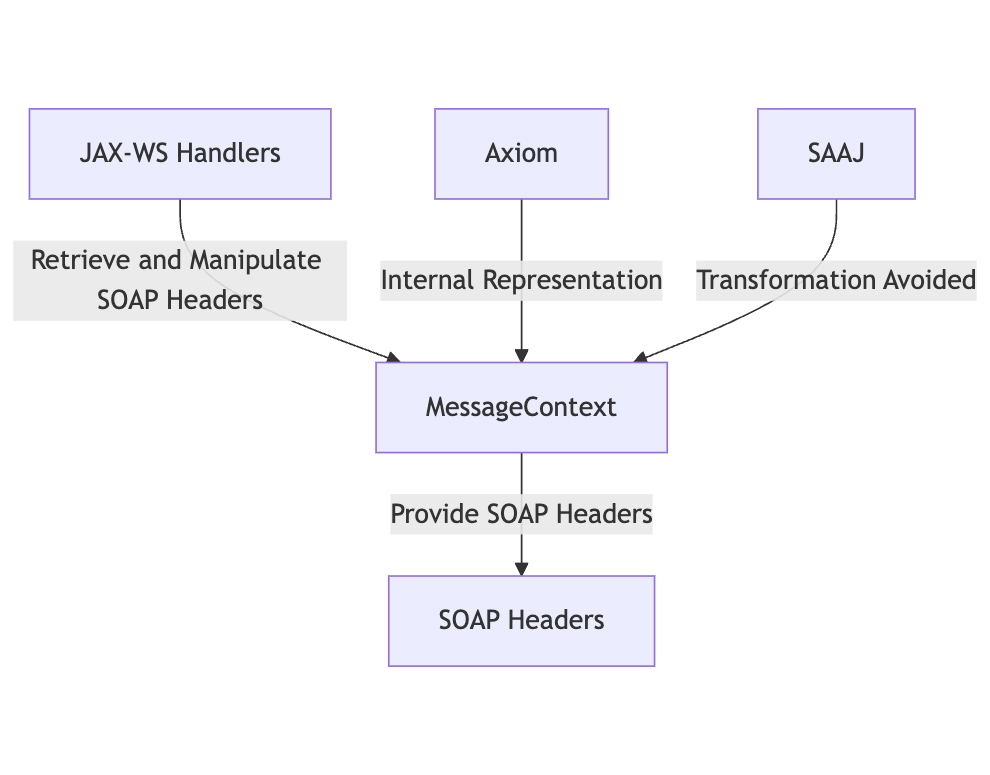 JAX-WS Handlers
Axiom
SAAJ
Retrieve and Manipulate
SOAP Headers
Internal Representation
Transformation Avoided
MessageContext
Provide SOAP Headers
SOAP Headers